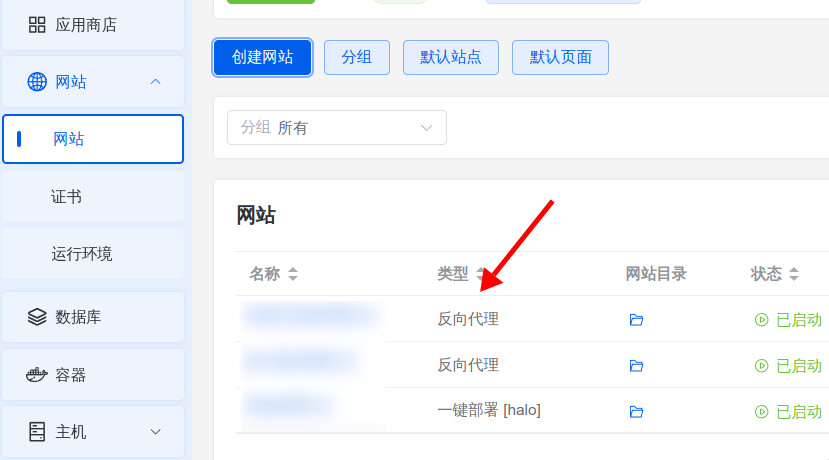 应用商店
网站
网站
证书
运行环境
数据库
容器
主机
创建网站 分组 默认站点 默认页面
分组 所有
网站
名称 类型 网站目录 状态
反向代理 已启动
反向代理 已启动
一键部署 [halo] 已启动